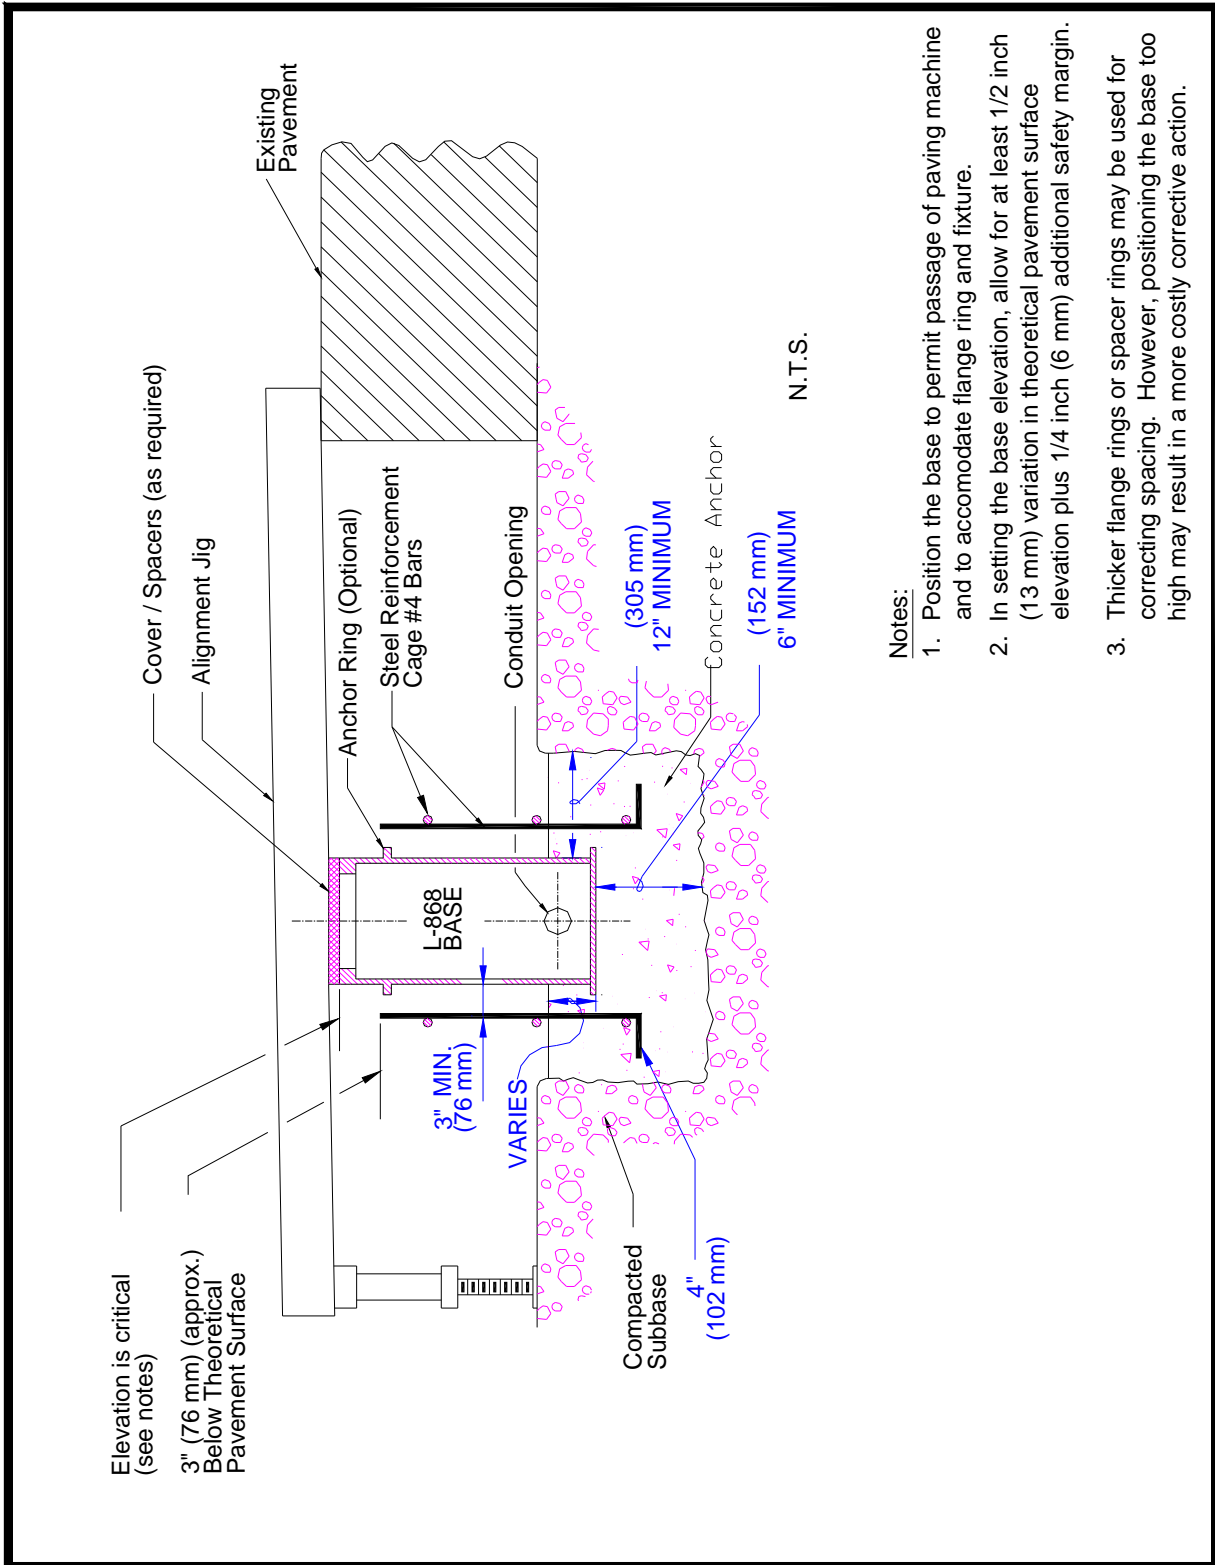 Elevation is critical
(see notes)
3" (76 mm) (approx.)
Below Theoretical
Pavement Surface
Cover / Spacers (as required)
Alignment Jig
Existing
Pavement
Anchor Ring (Optional)
Steel Reinforcement
Cage #4 Bars
Conduit Opening
L-868
BASE
3" MIN.
(76 mm)
VARIES
(305 mm)
12" MINIMUM
Concrete Anchor
(152 mm)
6" MINIMUM
Compacted
Subbase
4"
(102 mm)
N.T.S.
Notes:
1. Position the base to permit passage of paving machine
and to accomodate flange ring and fixture.
2. In setting the base elevation, allow for at least 1/2 inch
(13 mm) variation in theoretical pavement surface
elevation plus 1/4 inch (6 mm) additional safety margin.
3. Thicker flange rings or spacer rings may be used for
correcting spacing. However, positioning the base too
high may result in a more costly corrective action.